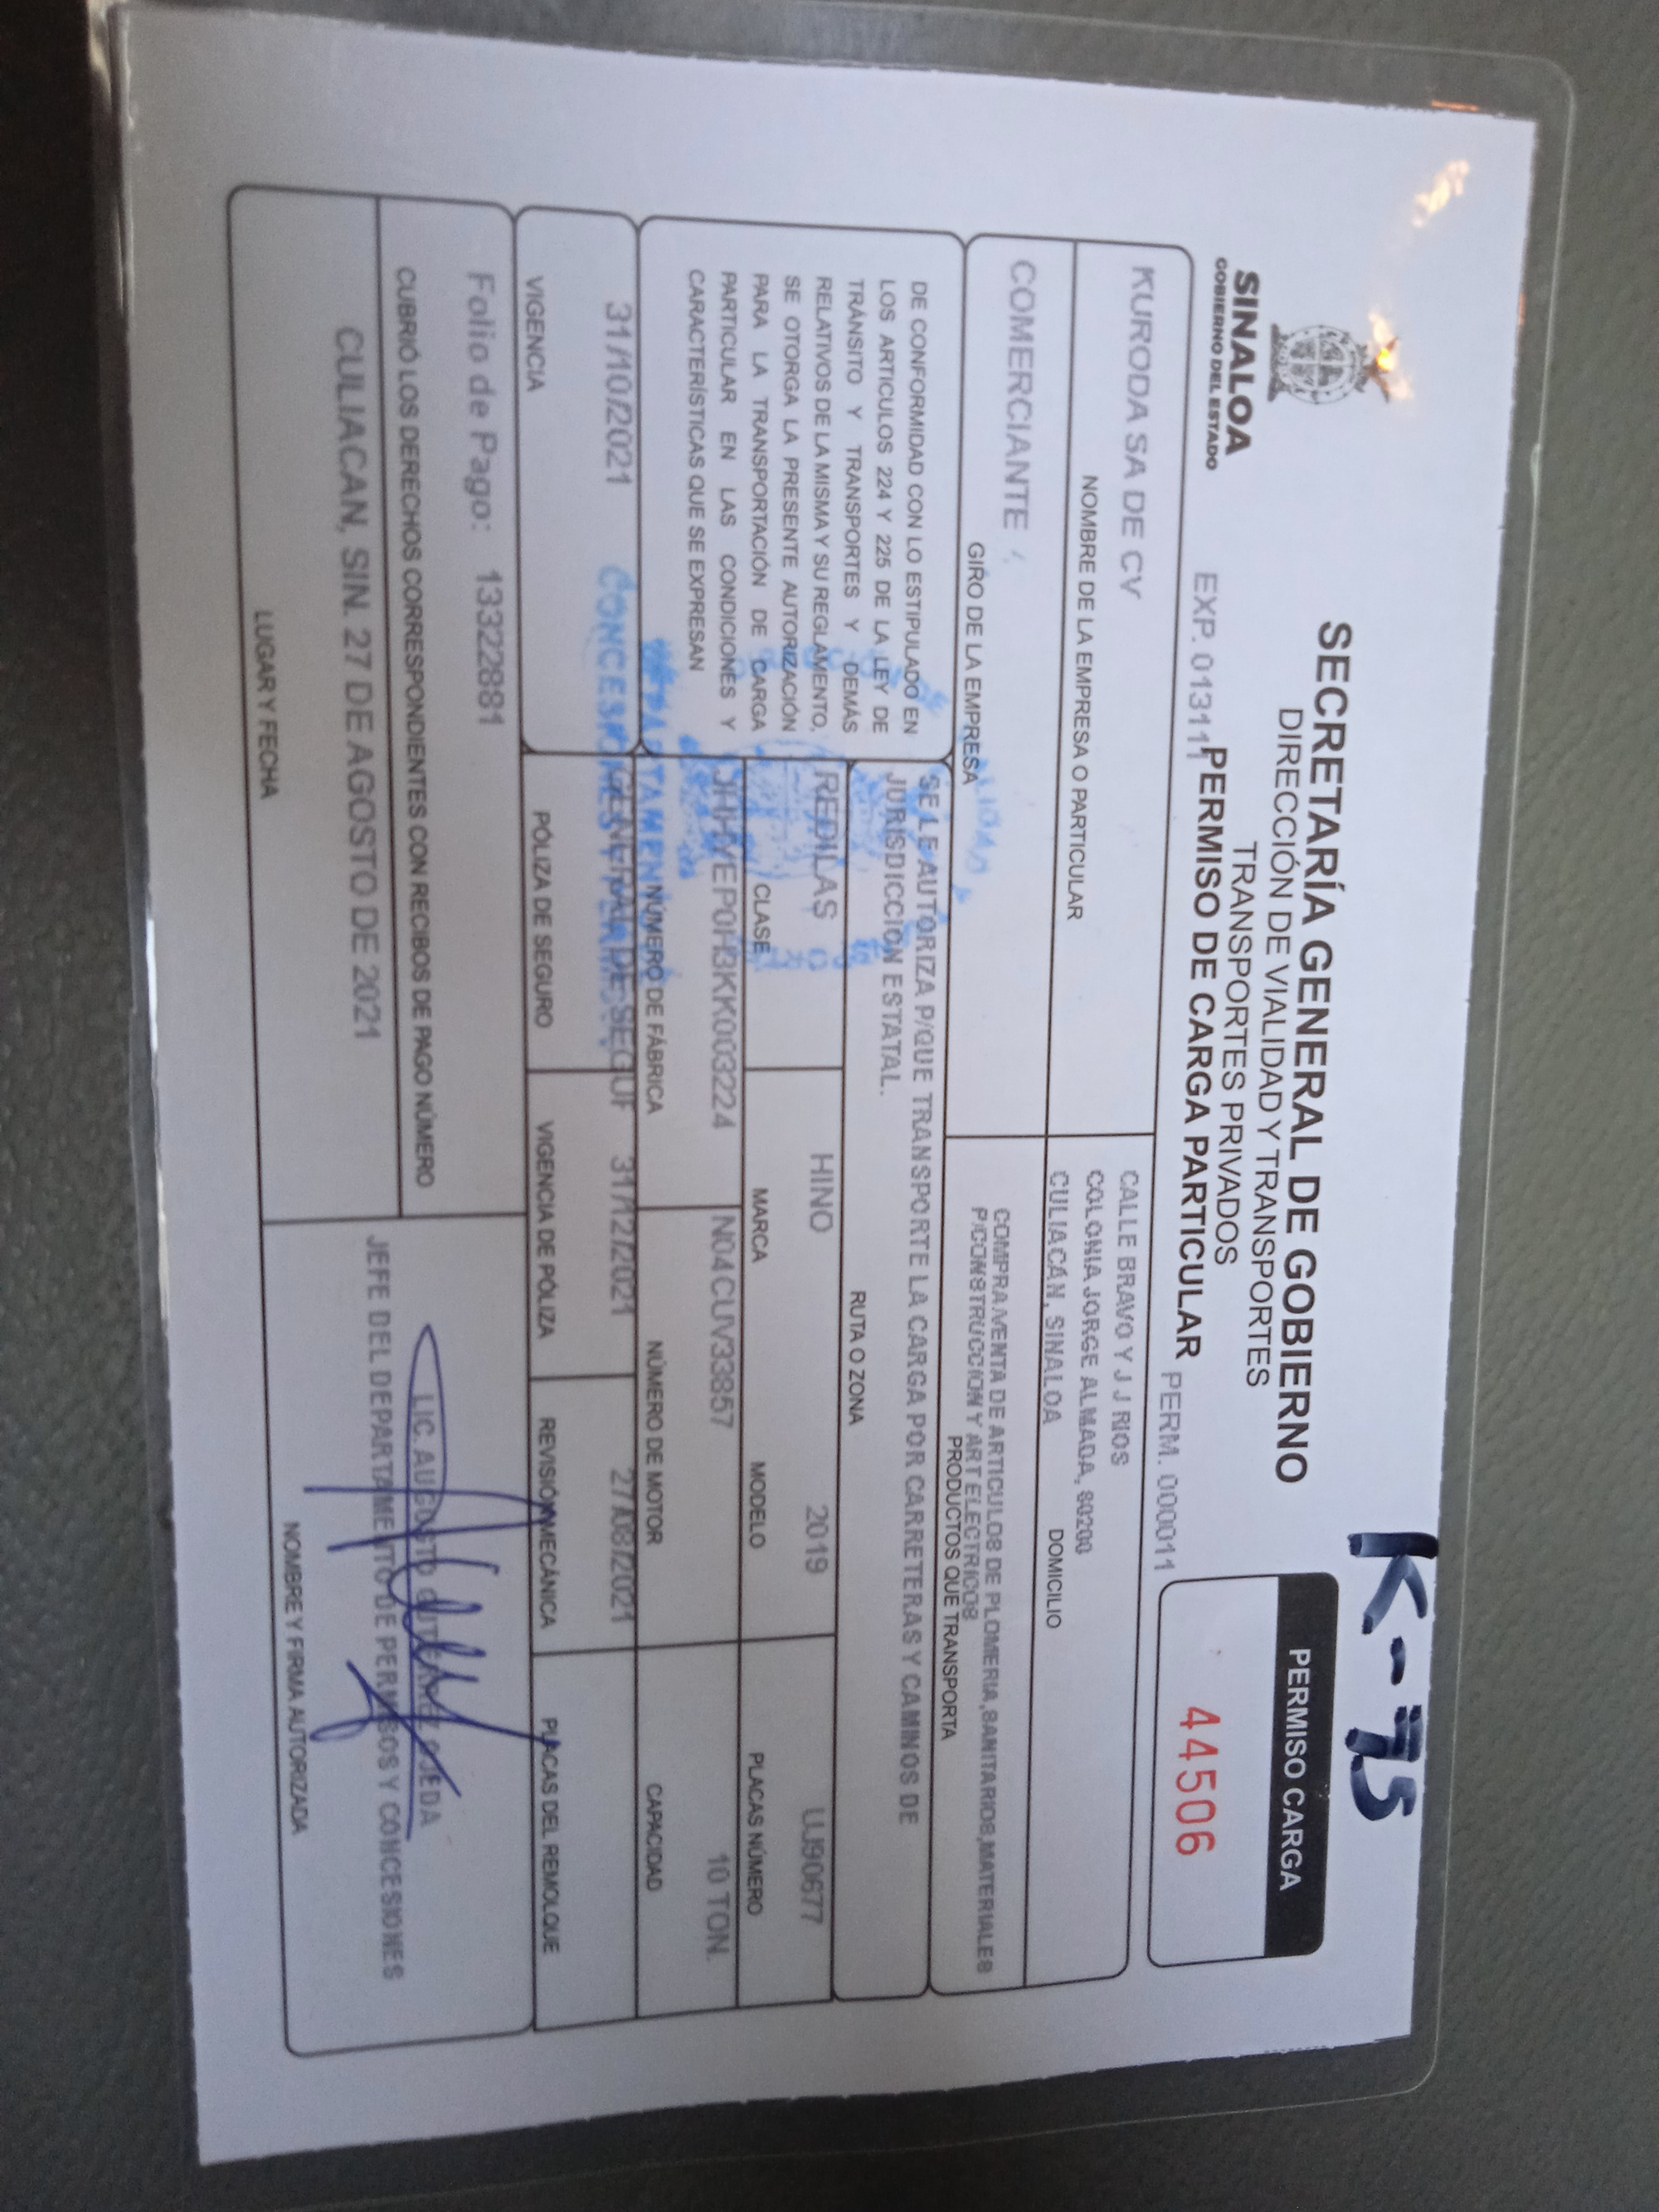 K-75
SINALOA
GOBIERNO DEL ESTADO
SECRETARÍA GENERAL DE GOBIERNO
DIRECCIÓN DE VIALIDAD Y TRANSPORTES
TRANSPORTES PRIVADOS
PERMISO DE CARGA PARTICULAR
PERMISO CARGA
44506
EXP. 013111
PERM. 000011
KURODA SA DE CV
NOMBRE DE LA EMPRESA O PARTICULAR
CALLE BRAVO Y J J RIOS
COLONIA JORGE ALMADA, 80200
CULIACÁN, SINALOA
DOMICILIO
COMERCIANTE
GIRO DE LA EMPRESA
COMPRA/VENTA DE ARTICULOS DE PLOMERIA,SANITARIOS,MATERIALES
P/CONSTRUCCION Y ART ELECTRICOS
PRODUCTOS QUE TRANSPORTA
DE CONFORMIDAD CON LO ESTIPULADO EN
LOS ARTICULOS 224 Y 225 DE LA LEY DE
TRÁNSITO Y TRANSPORTES Y DEMÁS
RELATIVOS DE LA MISMA Y SU REGLAMENTO,
SE OTORGA LA PRESENTE AUTORIZACIÓN
PARA LA TRANSPORTACIÓN DE CARGA
PARTICULAR EN LAS CONDICIONES Y
CARACTERÍSTICAS QUE SE EXPRESAN
SE LE AUTORIZA P/QUE TRANSPORTE LA CARGA POR CARRETERAS Y CAMINOS DE
JURISDICCION ESTATAL.
RUTA O ZONA
REDILAS
CLASE
HINO
MARCA
2019
MODELO
UJ90677
PLACAS NÚMERO
JHHYEP0H3KK003224
NÚMERO DE FÁBRICA
N04CUV33857
NÚMERO DE MOTOR
10 TON.
CAPACIDAD
31/10/2021
VIGENCIA
GENERAL DE SEGUR
PÓLIZA DE SEGURO
31/12/2021
VIGENCIA DE PÓLIZA
27/08/2021
REVISIÓN MECÁNICA
PLACAS DEL REMOLQUE
Folio de Pago: 13322881
CUBRIÓ LOS DERECHOS CORRESPONDIENTES CON RECIBOS DE PAGO NÚMERO
CULIACAN, SIN. 27 DE AGOSTO DE 2021
LUGAR Y FECHA
LIC. AUGOSTO GUTIERREZ OJEDA
JEFE DEL DEPARTAMENTO DE PERMISOS Y CONCESIONES
NOMBRE Y FIRMA AUTORIZADA